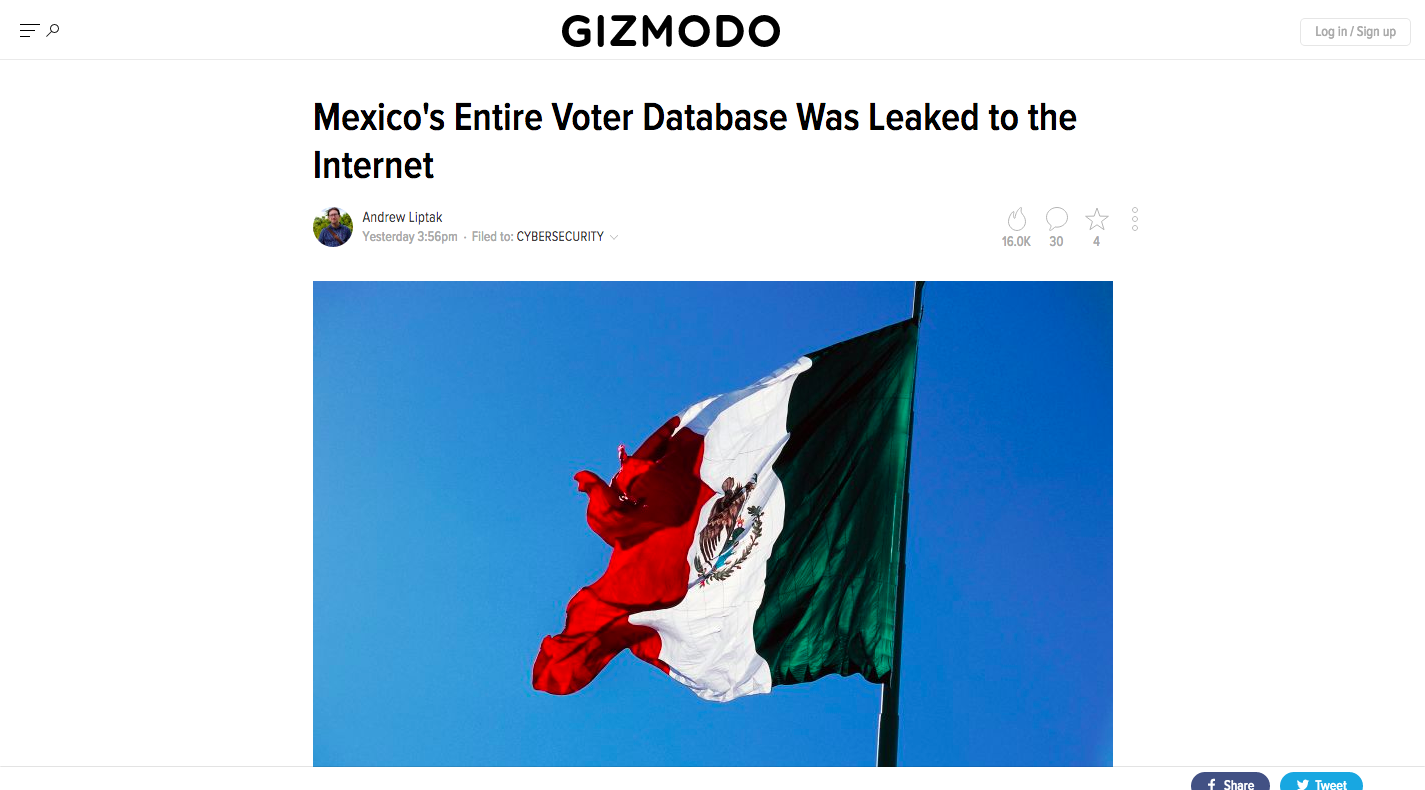 GIZMODO
Log in / Sign up
Mexico's Entire Voter Database Was Leaked to the
Internet
Andrew Liptak
Yesterday 3:56pm · Filed to: CYBERSECURITY
16.0K 30 4
Share Tweet